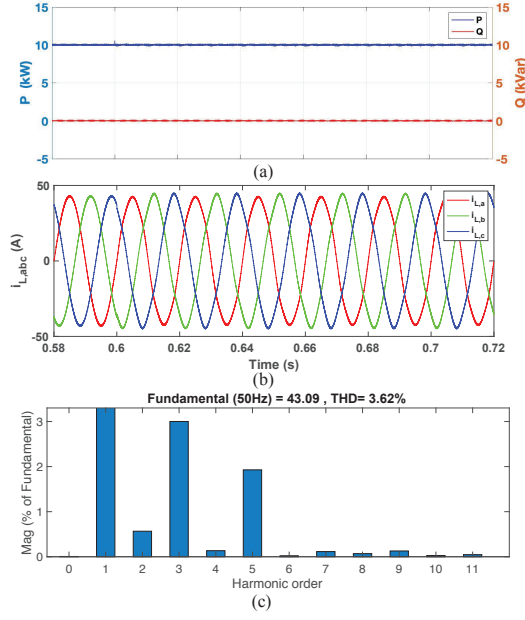 15
10
5
0
-5
P (kW)
P
Q
15
10
5
0
-5
Q (kVar)
(a)
50
0
-50
i_L,abc (A)
i_L,a
i_L,b
i_L,c
0.58 0.6 0.62 0.64 0.66 0.68 0.7 0.72
Time (s)
(b)
Fundamental (50Hz) = 43.09 , THD= 3.62%
3
2
1
0
Mag (% of Fundamental)
0 1 2 3 4 5 6 7 8 9 10 11
Harmonic order
(c)